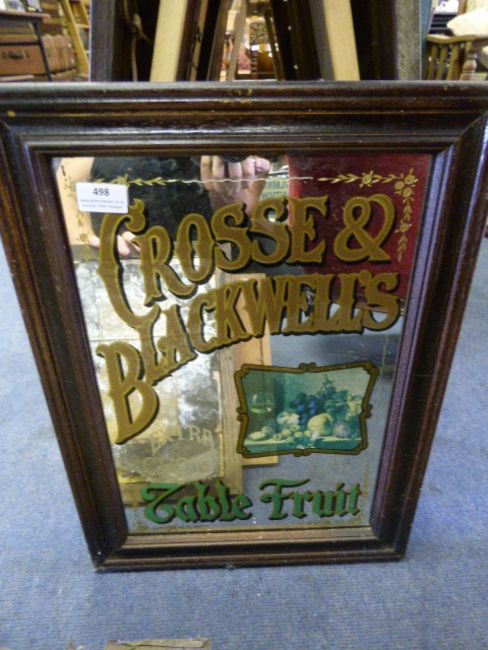 498
CROSSE &
BLACKWELL'S
Table Fruit